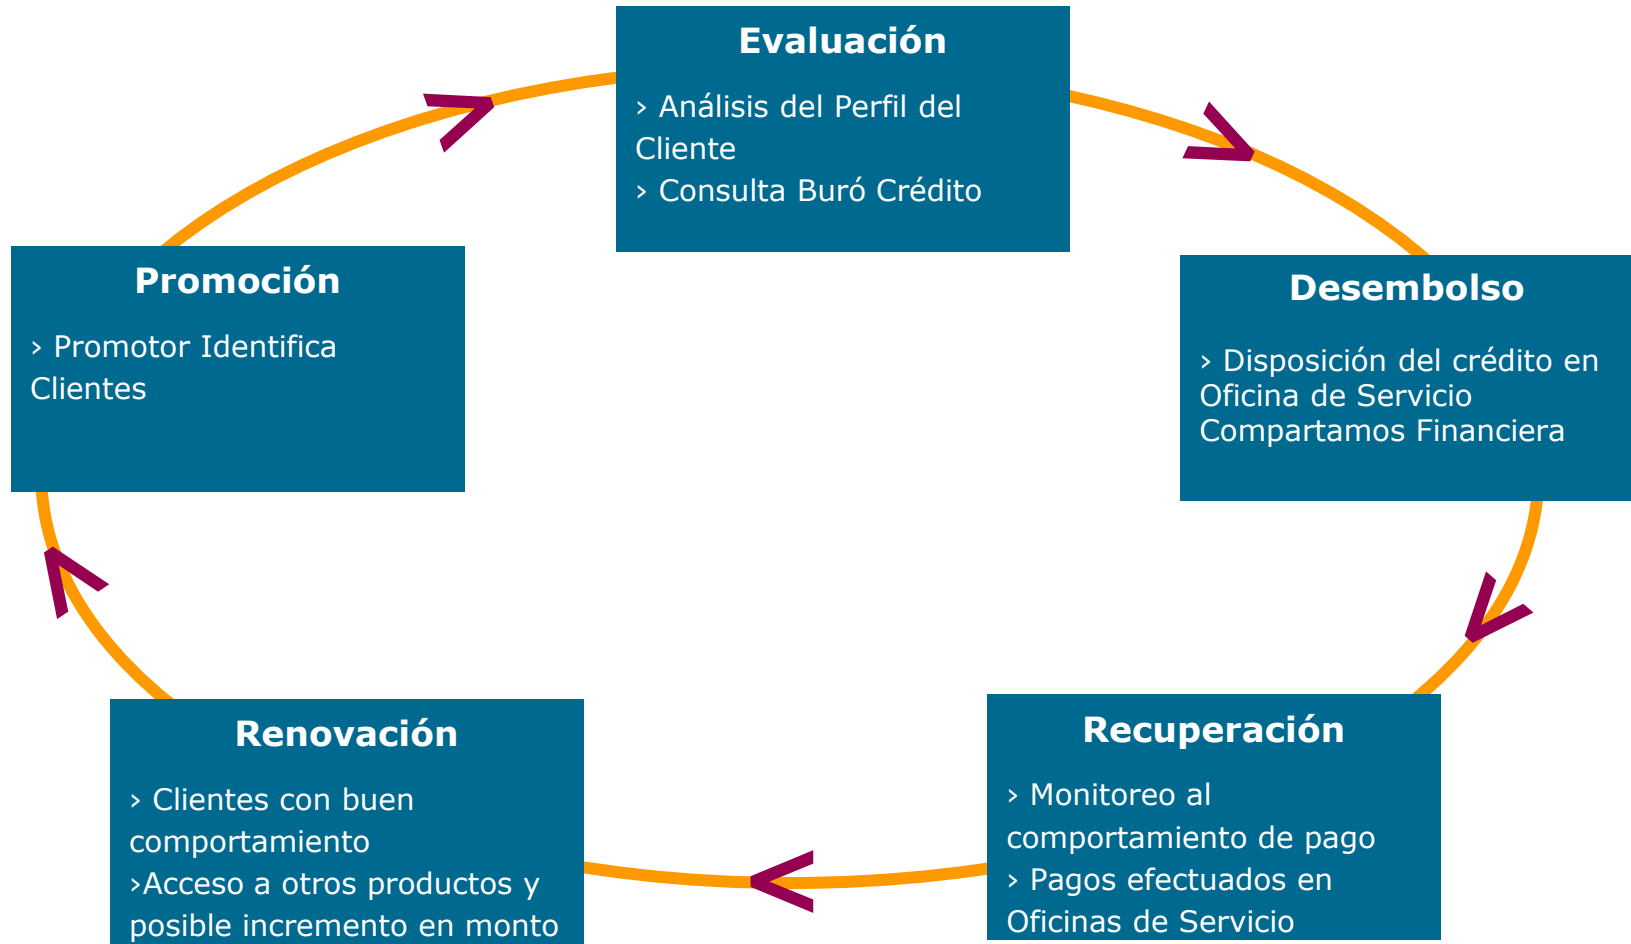 Evaluación
› Análisis del Perfil del
Cliente
› Consulta Buró Crédito
Promoción
› Promotor Identifica
Clientes
Desembolso
› Disposición del crédito en
Oficina de Servicio
Compartamos Financiera
Renovación
› Clientes con buen
comportamiento
›Acceso a otros productos y
posible incremento en monto
Recuperación
› Monitoreo al
comportamiento de pago
› Pagos efectuados en
Oficinas de Servicio